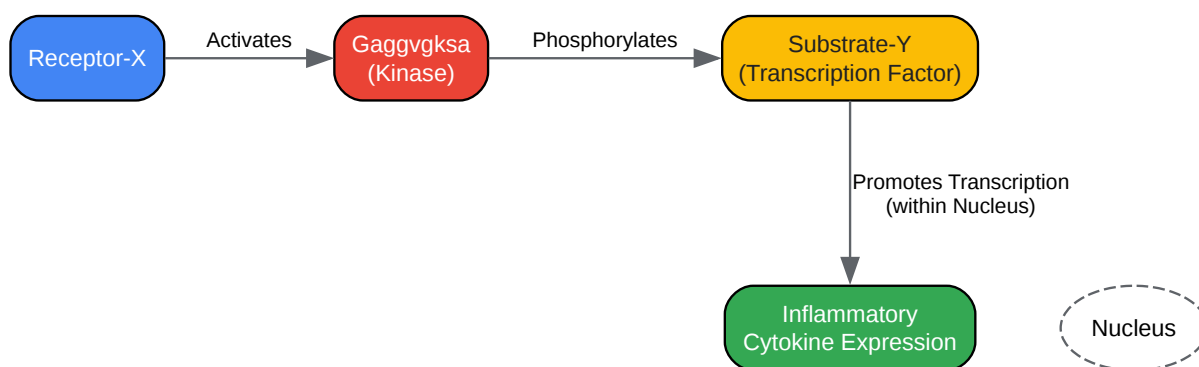 Receptor-X
Activates
Gaggvgksa
(Kinase)
Phosphorylates
Substrate-Y
(Transcription Factor)
Promotes Transcription
(within Nucleus)
Inflammatory
Cytokine Expression
Nucleus